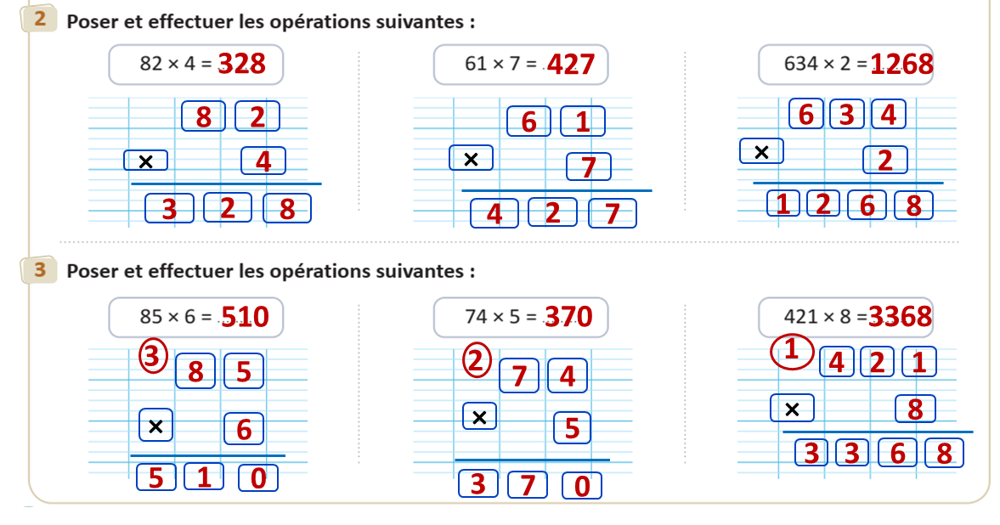 2 Poser et effectuer les opérations suivantes :
82 × 4 = 328
8 2
× 4
3 2 8
61 × 7 = 427
6 1
× 7
4 2 7
634 × 2 = 1268
6 3 4
× 2
1 2 6 8
3 Poser et effectuer les opérations suivantes :
85 × 6 = 510
3 8 5
× 6
5 1 0
74 × 5 = 370
2 7 4
× 5
3 7 0
421 × 8 = 3368
1 4 2 1
× 8
3 3 6 8